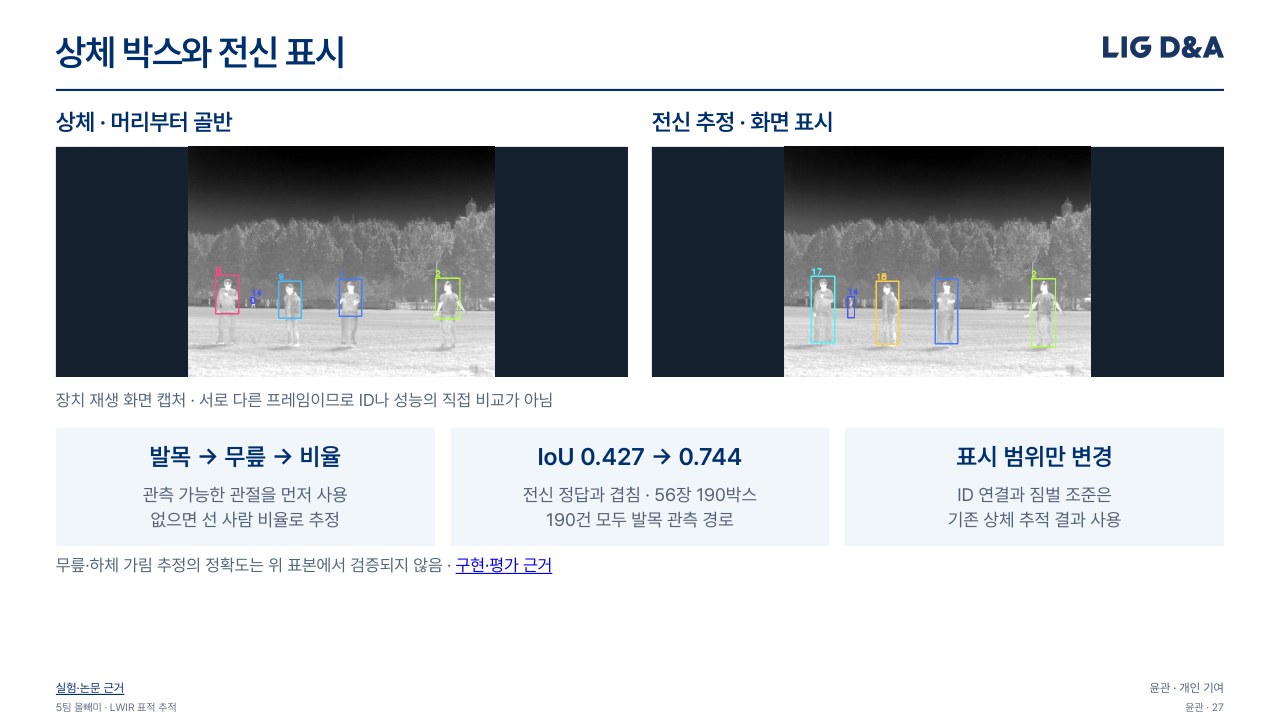 상체 박스와 전신 표시
LIG D&A
상체 · 머리부터 골반
전신 추정 · 화면 표시
14
9
2
17
14
18
2
장치 재생 화면 캡처 · 서로 다른 프레임이므로 ID나 성능의 직접 비교가 아님
발목 → 무릎 → 비율
관측 가능한 관절을 먼저 사용
없으면 선 사람 비율로 추정
IoU 0.427 → 0.744
전신 정답과 겹침 · 56장 190박스
190건 모두 발목 관측 경로
표시 범위만 변경
ID 연결과 짐벌 조준은
기존 상체 추적 결과 사용
무릎·하체 가림 추정의 정확도는 위 표본에서 검증되지 않음 · 구현·평가 근거
실험·논문 근거
5팀 올빼미 · LWIR 표적 추적
윤관 · 개인 기여
윤관 · 27